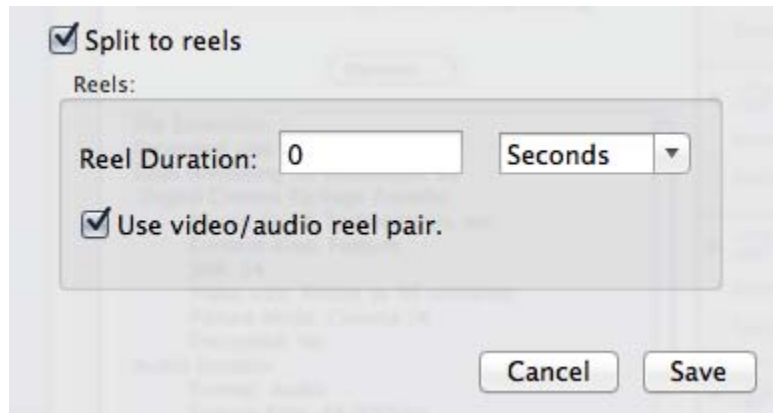 Split to reels
Reels:
Reel Duration: 0 Seconds
Use video/audio reel pair.
Cancel Save